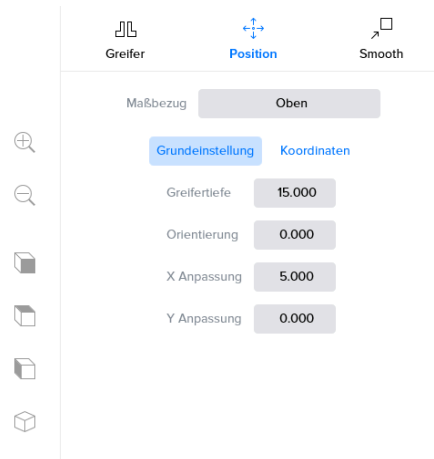 Greifer
Position
Smooth
Maßbezug Oben
Grundeinstellung Koordinaten
Greifertiefe 15.000
Orientierung 0.000
X Anpassung 5.000
Y Anpassung 0.000